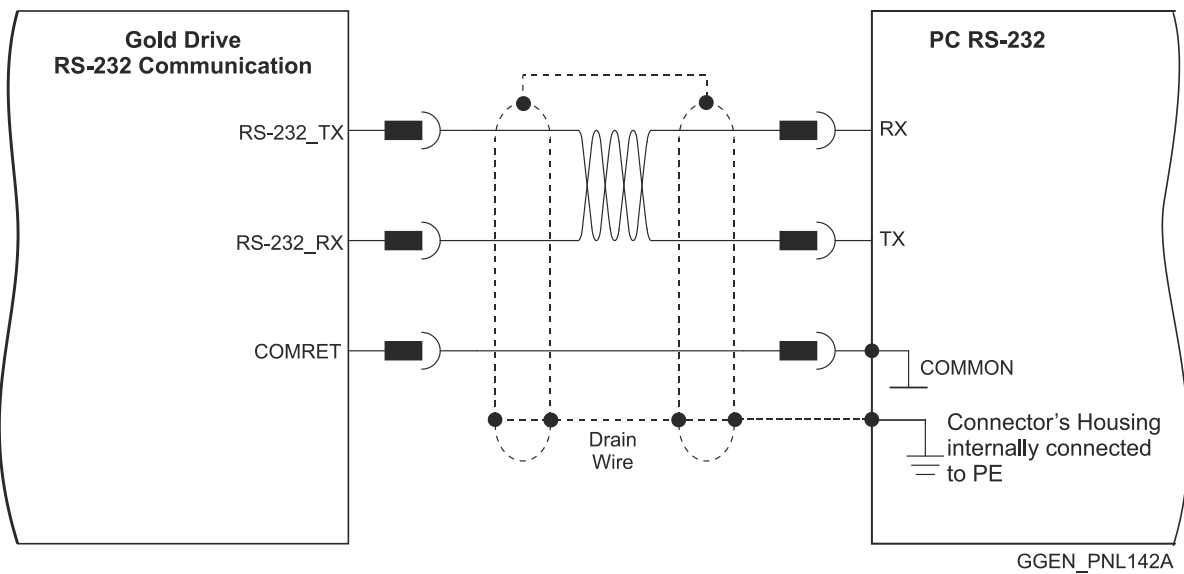 Gold Drive
RS-232 Communication
PC RS-232
RS-232_TX
RX
RS-232_RX
TX
COMRET
COMMON
Drain
Wire
Connector's Housing
internally connected
to PE
GGEN_PNL142A